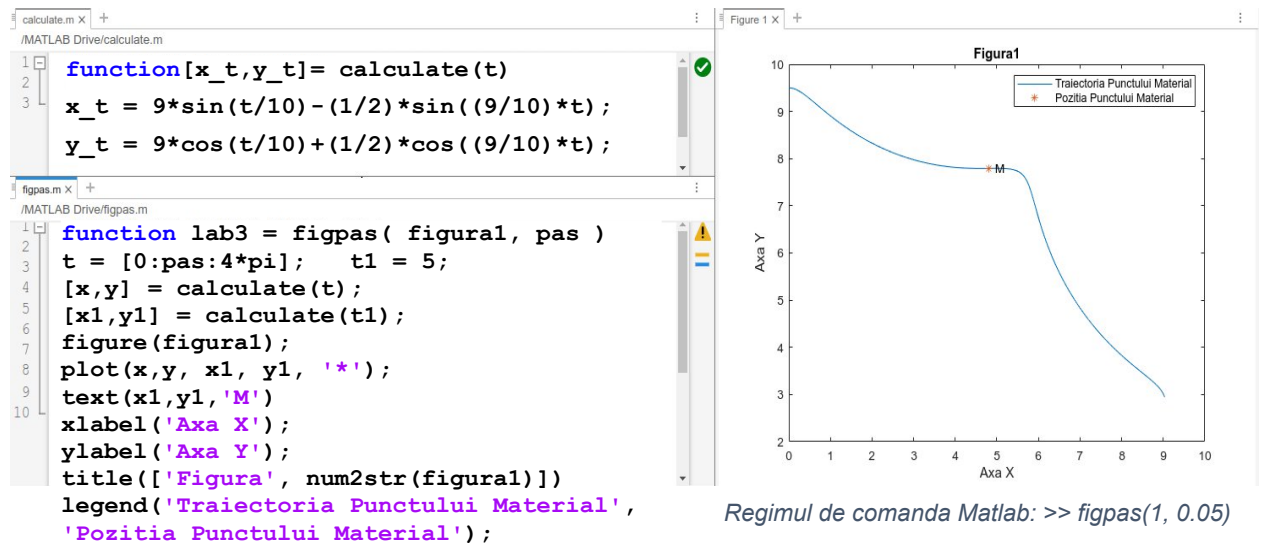 calculate.m × +
/MATLAB Drive/calculate.m
1
2
3
function[x_t,y_t]= calculate(t)
x_t = 9*sin(t/10)-(1/2)*sin((9/10)*t);
y_t = 9*cos(t/10)+(1/2)*cos((9/10)*t);
figpas.m × +
/MATLAB Drive/figpas.m
1
2
3
4
5
6
7
8
9
10
function lab3 = figpas( figura1, pas )
t = [0:pas:4*pi]; t1 = 5;
[x,y] = calculate(t);
[x1,y1] = calculate(t1);
figure(figura1);
plot(x,y, x1, y1, '*');
text(x1,y1,'M')
xlabel('Axa X');
ylabel('Axa Y');
title(['Figura', num2str(figura1)])
legend('Traiectoria Punctului Material',
'Pozitia Punctului Material');
Figure 1 × +
Figura1
Traiectoria Punctului Material
Pozitia Punctului Material
10
9
8
7
6
5
4
3
2
Axa Y
M
0 1 2 3 4 5 6 7 8 9 10
Axa X
Regimul de comanda Matlab: >> figpas(1, 0.05)